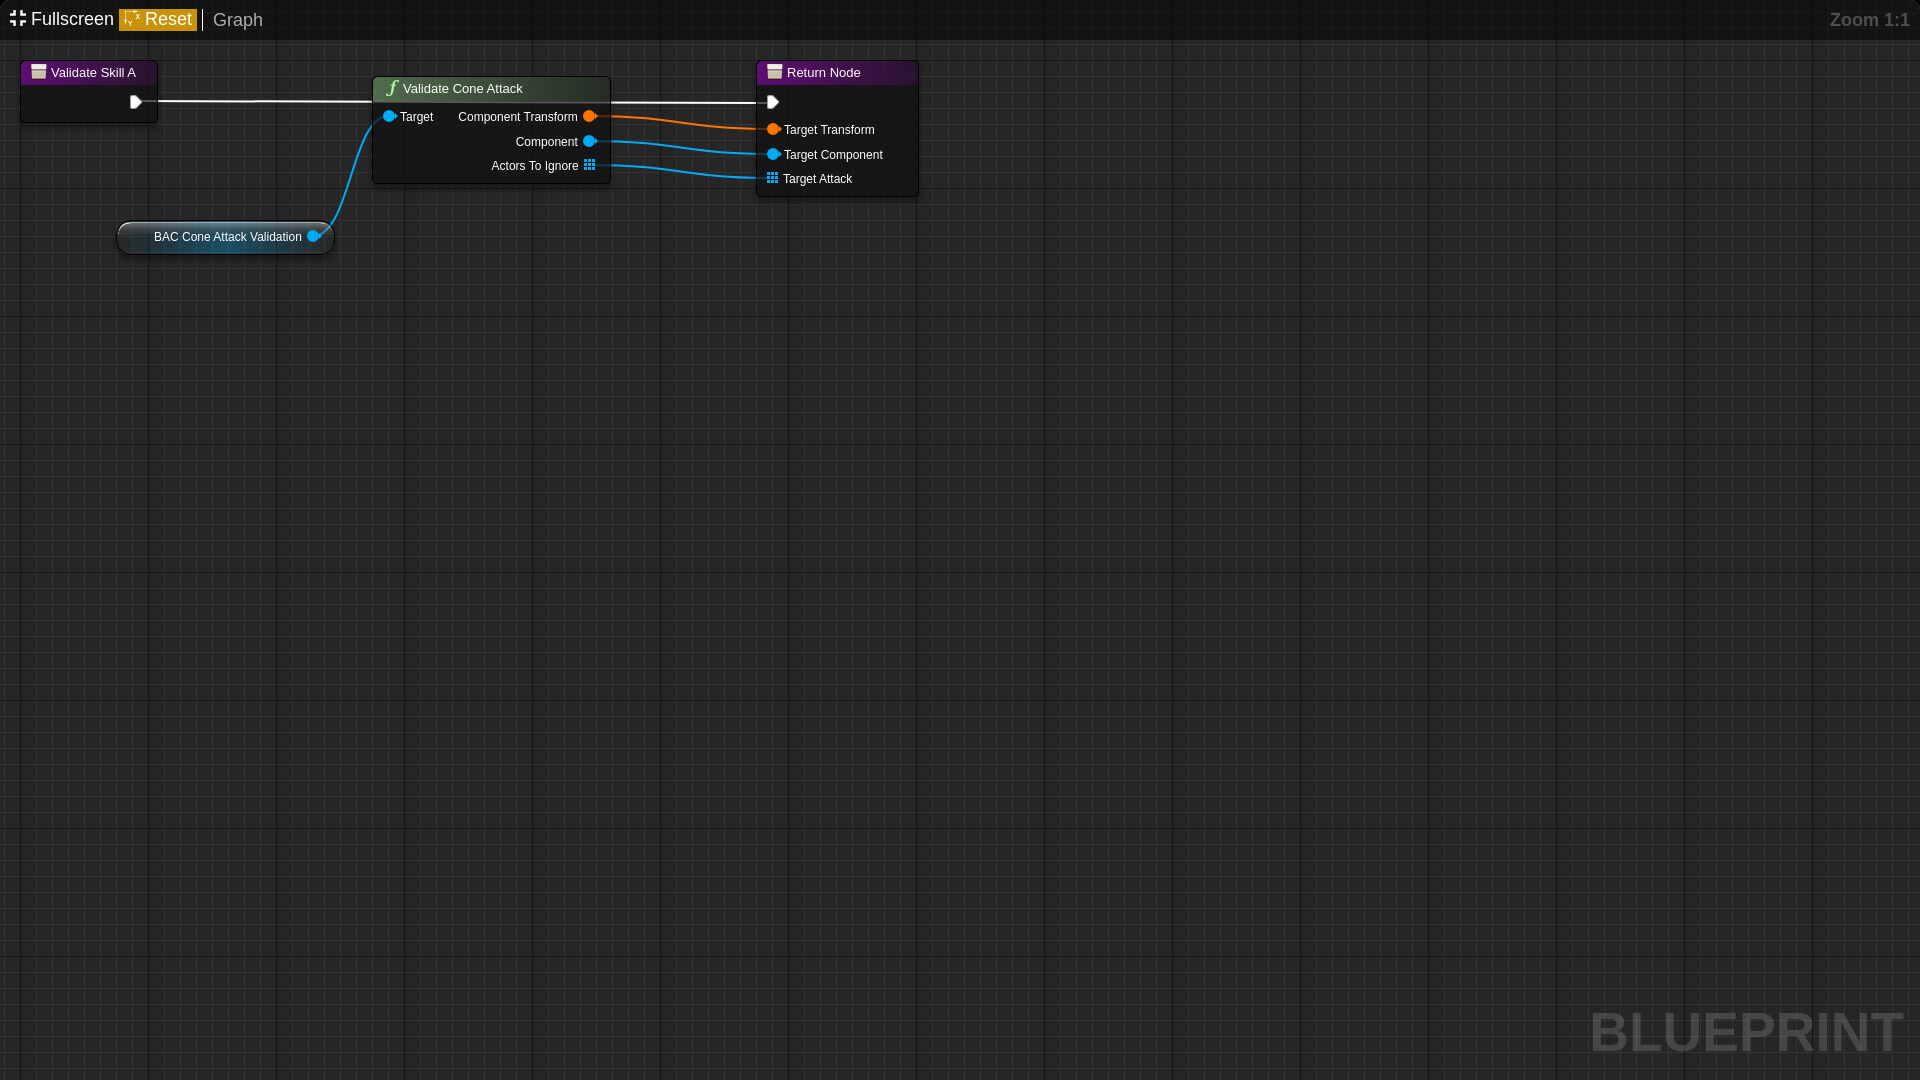 Fullscreen Reset Graph Zoom 1:1
Validate Skill A
Validate Cone Attack
Target Component Transform
Component
Actors To Ignore
Return Node
Target Transform
Target Component
Target Attack
BAC Cone Attack Validation
BLUEPRINT